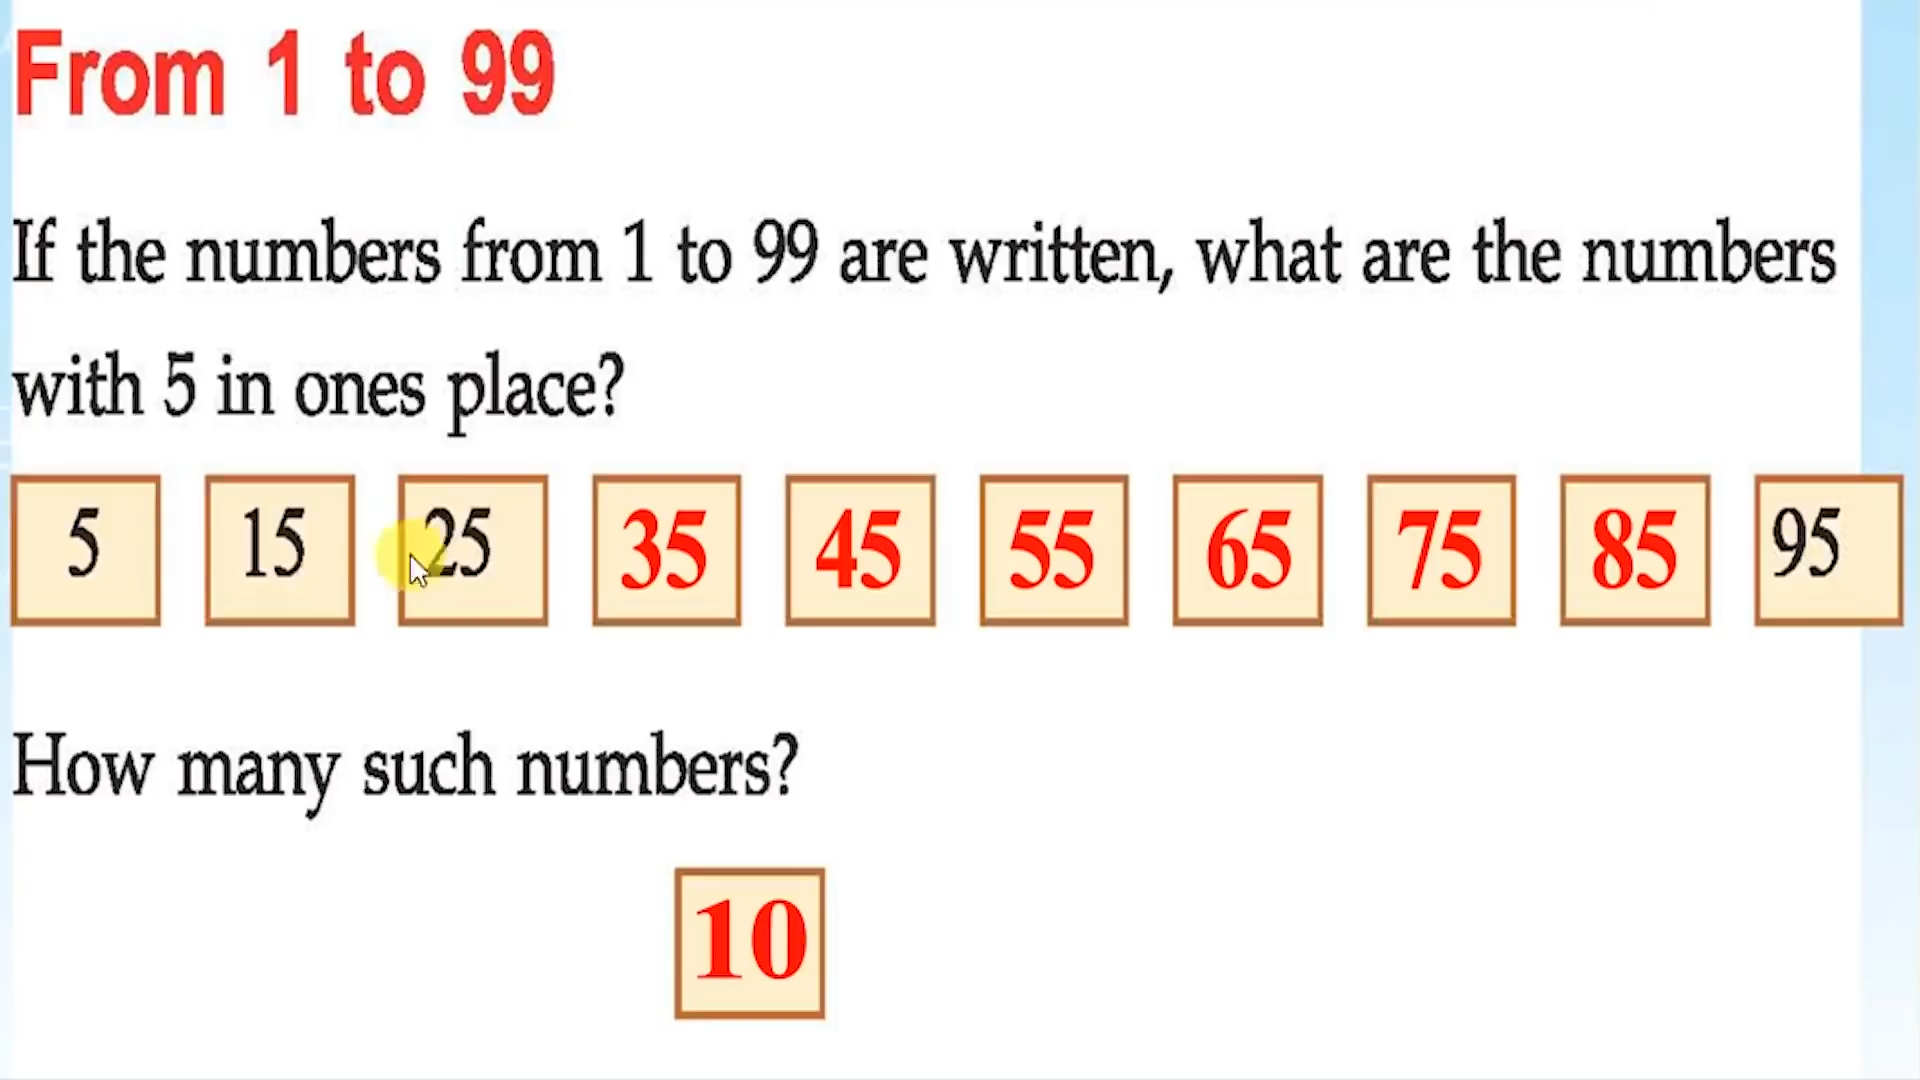 From 1 to 99
If the numbers from 1 to 99 are written, what are the numbers
with 5 in ones place?
5 15 25 35 45 55 65 75 85 95
How many such numbers?
10